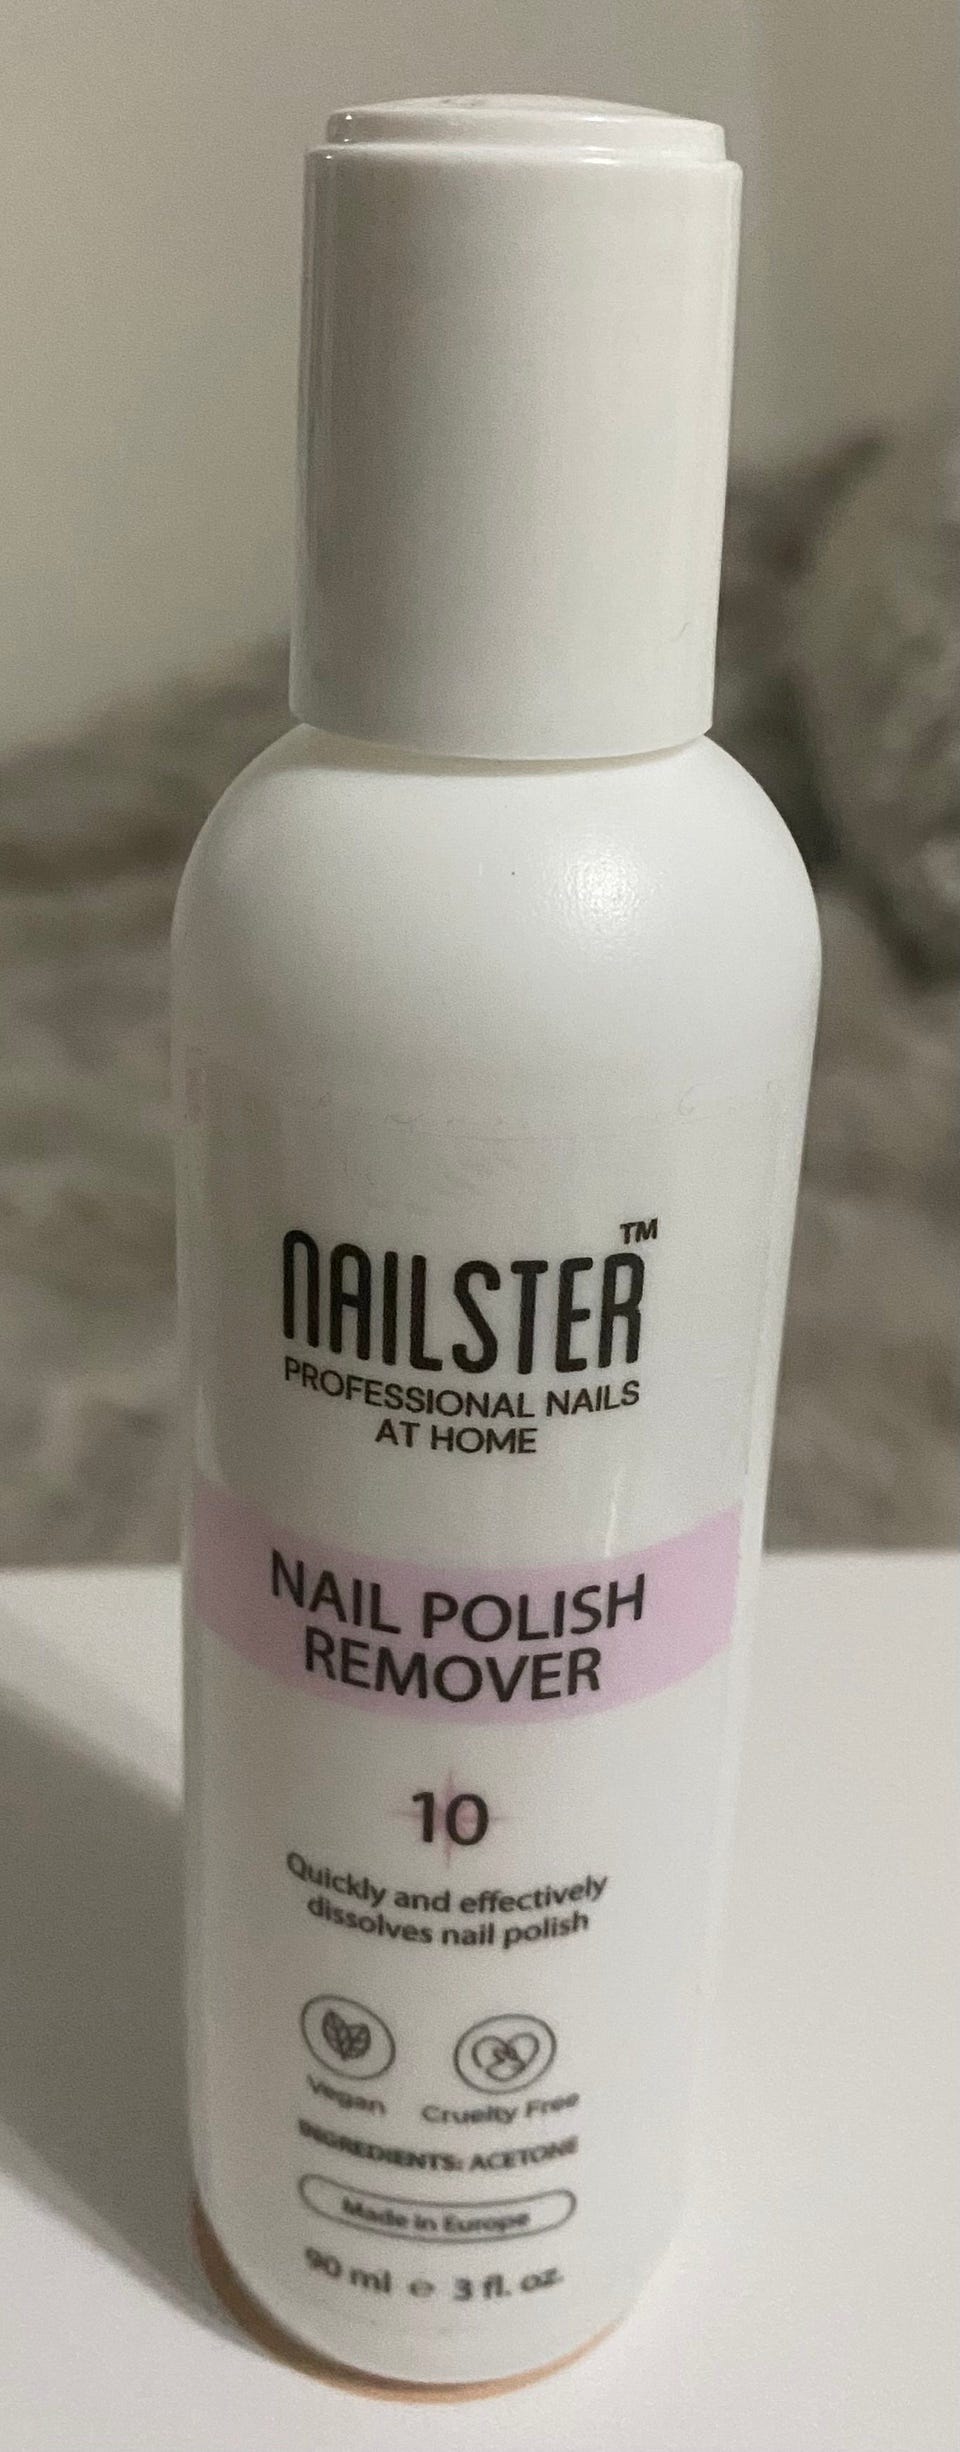 NAILSTER™
PROFESSIONAL NAILS
AT HOME
NAIL POLISH
REMOVER
10
Quickly and effectively
dissolves nail polish
Vegan Cruelty Free
INGREDIENTS: ACETONE
Made in Europe
90 ml e 3 fl. oz.